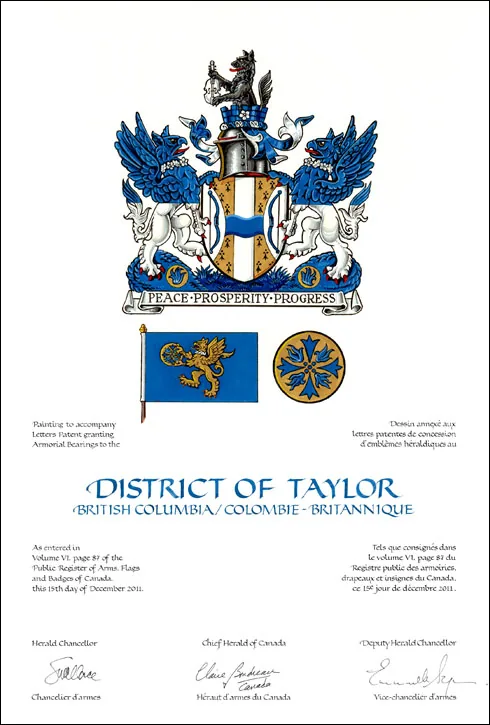 PEACE · PROSPERITY · PROGRESS
Painting to accompany
Letters Patent granting
Armorial Bearings to the
Dessin annexé aux
lettres patentes de concession
d'emblèmes héraldiques au
DISTRICT OF TAYLOR
BRITISH COLUMBIA / COLOMBIE - BRITANNIQUE
As entered in
Volume VI, page 87 of the
Public Register of Arms, Flags
and Badges of Canada,
this 15th day of December 2011.
Tels que consignés dans
le volume VI, page 87 du
Registre public des armoiries,
drapeaux et insignes du Canada,
ce 15e jour de décembre 2011.
Herald Chancellor
Chancelier d'armes
Chief Herald of Canada
Claire Boudreau
Canada
Héraut d'armes du Canada
Deputy Herald Chancellor
Vice-chancelier d'armes